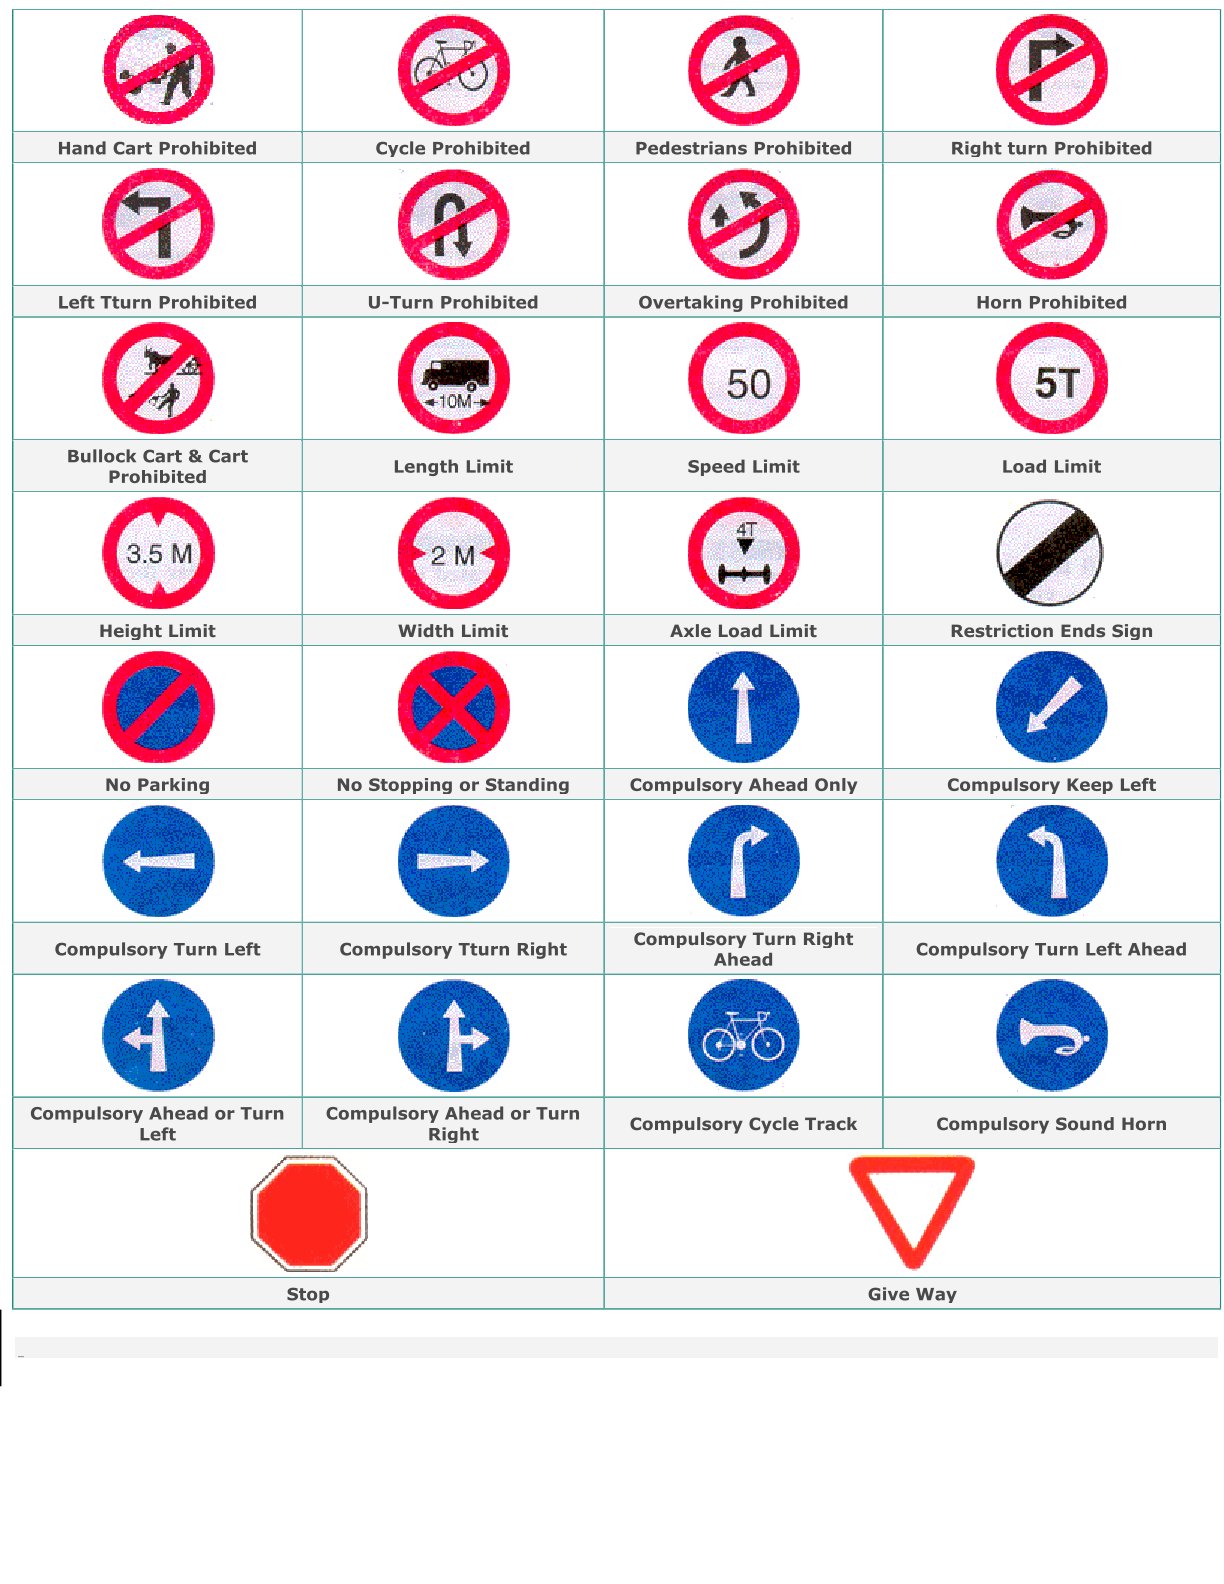 Hand Cart Prohibited
Cycle Prohibited
Pedestrians Prohibited
Right turn Prohibited
Left Tturn Prohibited
U-Turn Prohibited
Overtaking Prohibited
Horn Prohibited
10M
50
5T
Bullock Cart & Cart
Prohibited
Length Limit
Speed Limit
Load Limit
3.5 M
2 M
4T
Height Limit
Width Limit
Axle Load Limit
Restriction Ends Sign
No Parking
No Stopping or Standing
Compulsory Ahead Only
Compulsory Keep Left
Compulsory Turn Left
Compulsory Tturn Right
Compulsory Turn Right
Ahead
Compulsory Turn Left Ahead
Compulsory Ahead or Turn
Left
Compulsory Ahead or Turn
Right
Compulsory Cycle Track
Compulsory Sound Horn
Stop
Give Way